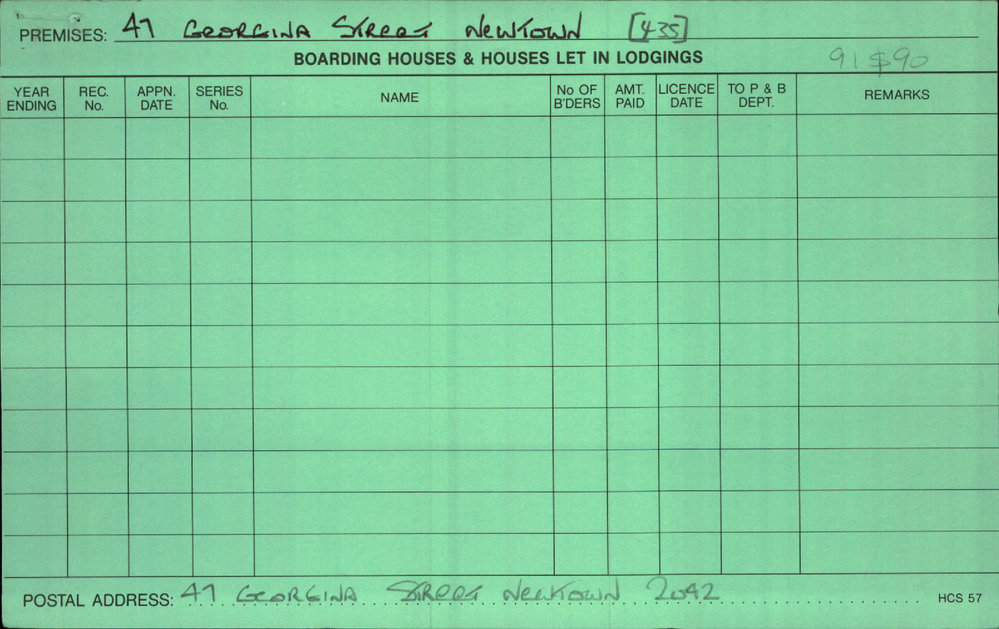 PREMISES: 47 GEORGINA STREET NEWTOWN [435]
BOARDING HOUSES & HOUSES LET IN LODGINGS 91 $90
YEAR ENDING REC. No. APPN. DATE SERIES No. NAME No OF B'DERS AMT. PAID LICENCE DATE TO P & B DEPT. REMARKS
POSTAL ADDRESS: 47 GEORGINA STREET NEWTOWN 2042 HCS 57